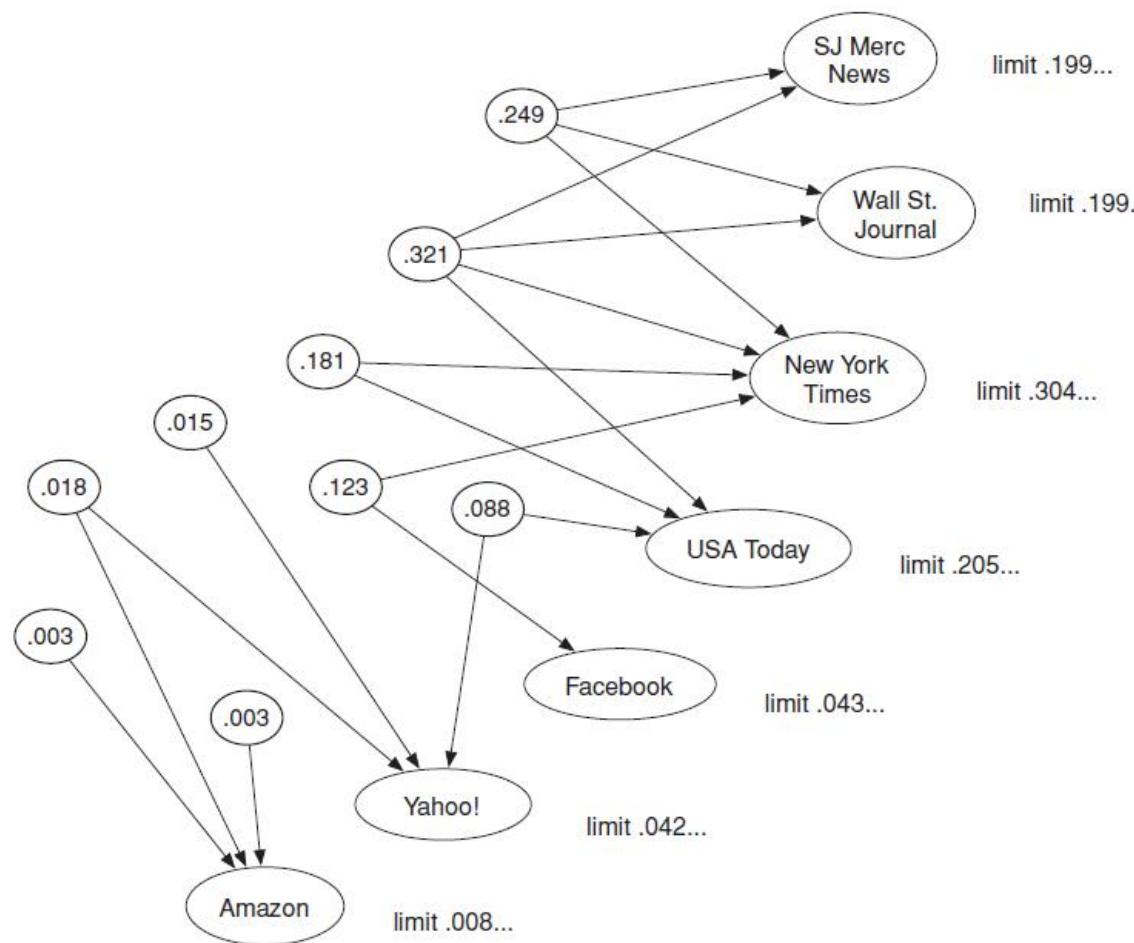 SJ Merc
News
limit .199...
.249
Wall St.
Journal
limit .199.
.321
New York
Times
limit .304...
.181
.015
.018
.123
.088
USA Today
limit .205...
.003
Facebook
limit .043...
.003
Yahoo!
limit .042...
Amazon
limit .008...